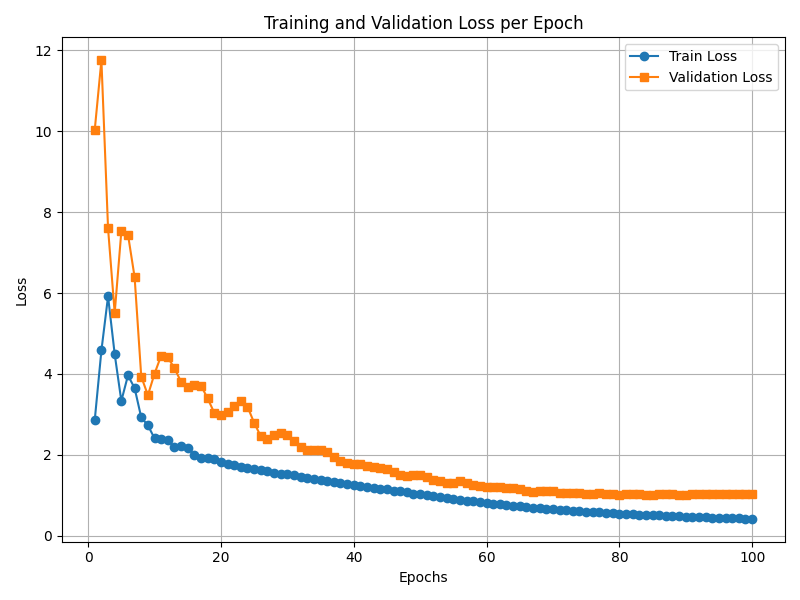 Training and Validation Loss per Epoch
Train Loss
Validation Loss
Loss
12
10
8
6
4
2
0
0 20 40 60 80 100
Epochs